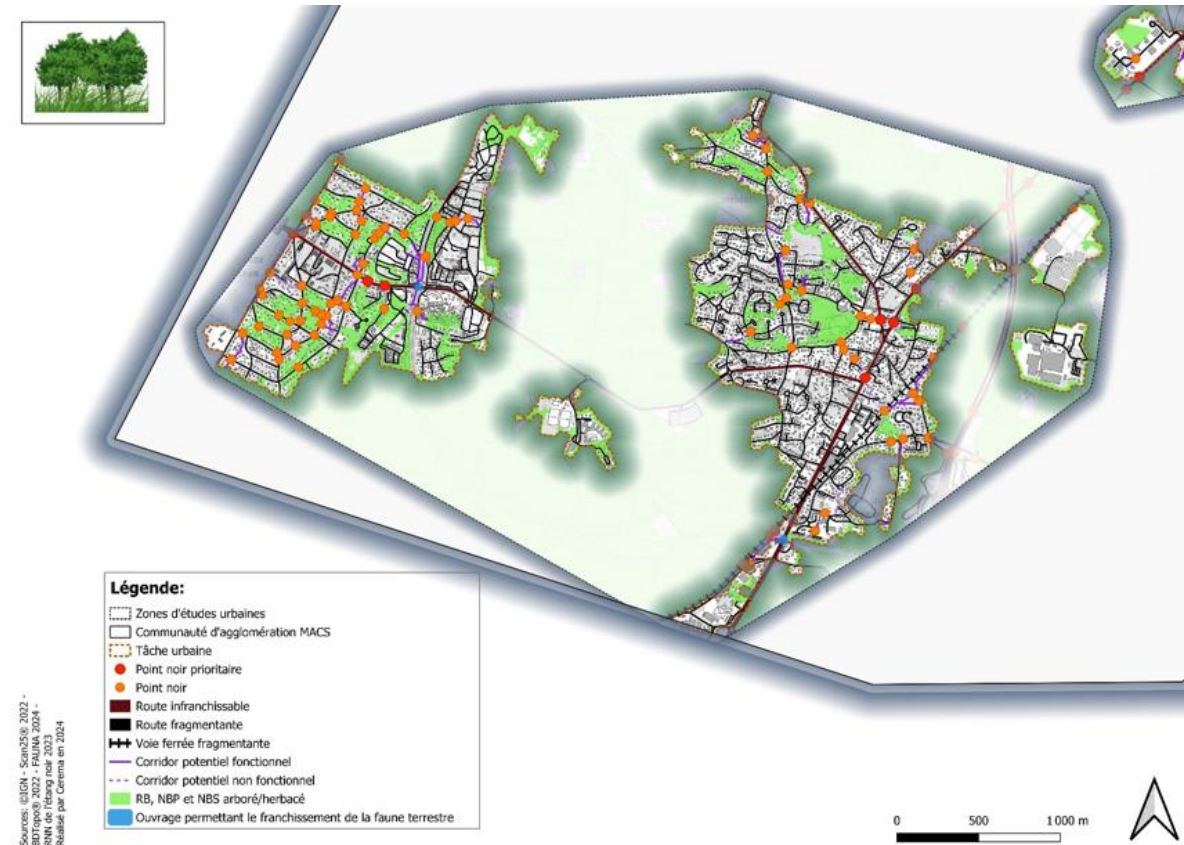 Légende:
Zones d'études urbaines
Communauté d'agglomération MACS
Tâche urbaine
Point noir prioritaire
Point noir
Route infranchissable
Route fragmentante
Voie ferrée fragmentante
Corridor potentiel fonctionnel
Corridor potentiel non fonctionnel
RB, NBP et NBS arboré/herbacé
Ouvrage permettant le franchissement de la faune terrestre
Sources: ©IGN - Scan25® 2022 -
BDTopo® 2022 - FAUNA 2024 -
RNN de l'étang noir 2023
Réalisé par Cerema en 2024
0 500 1 000 m